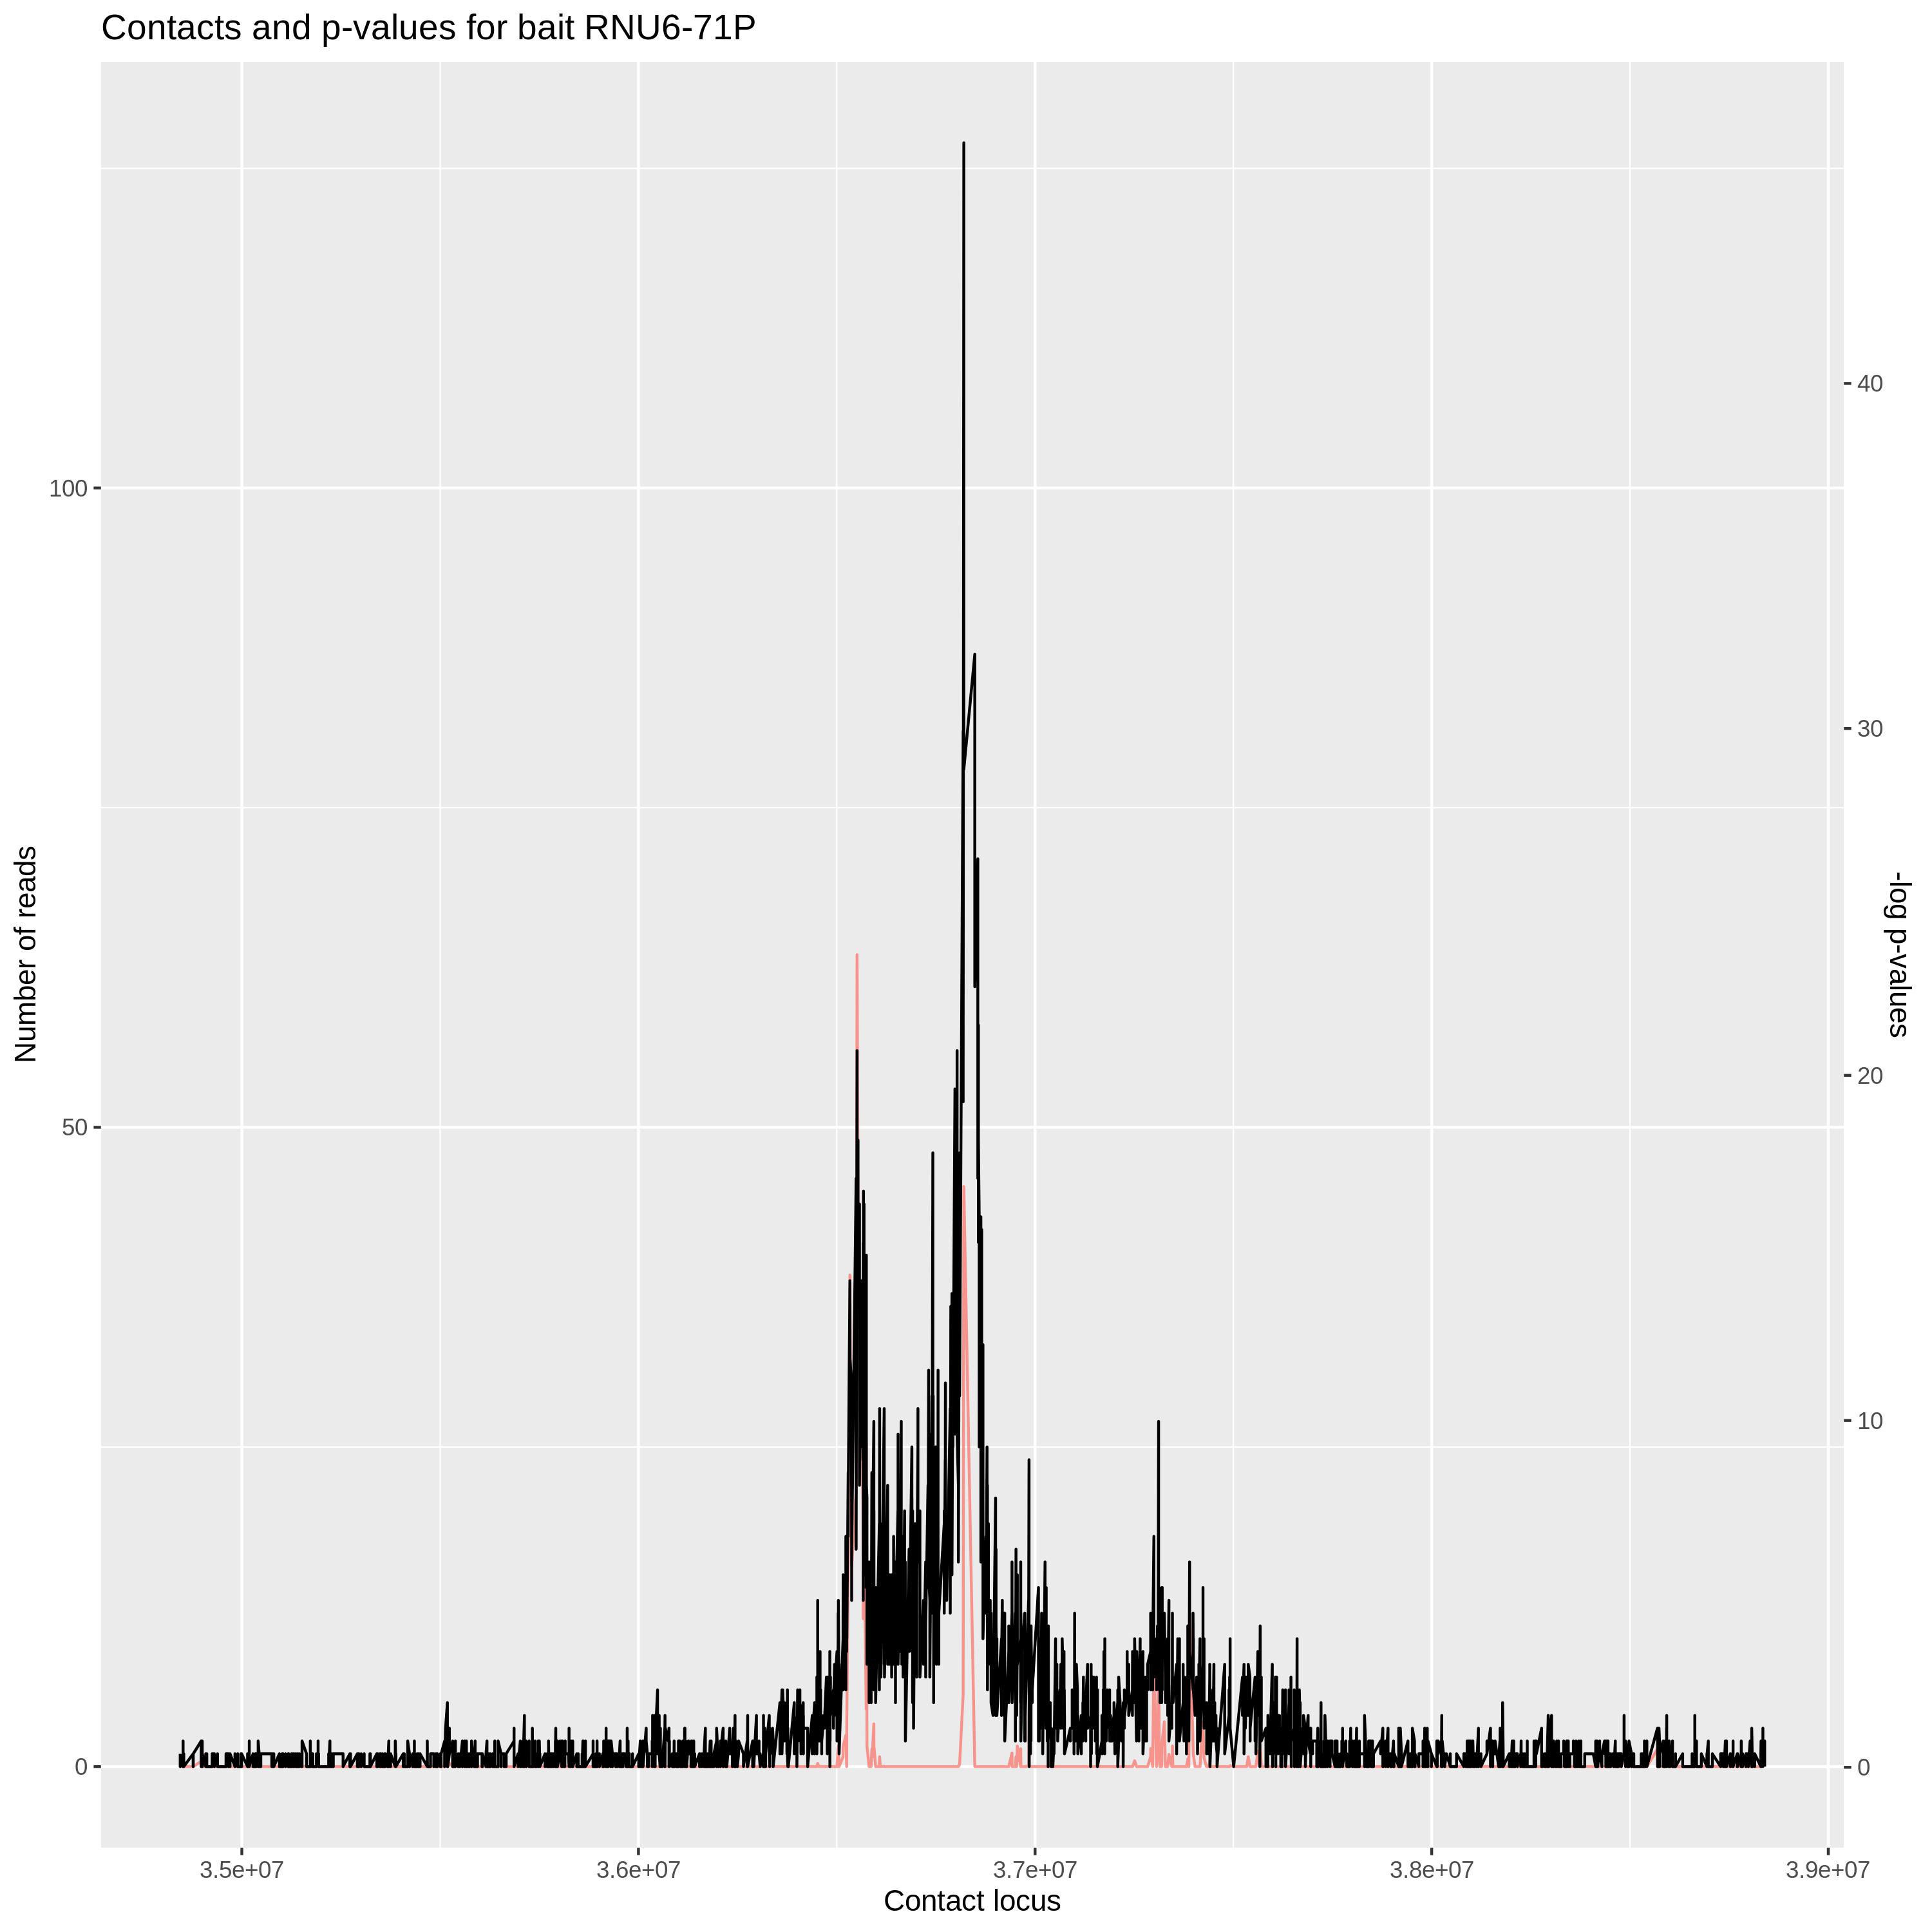 Contacts and p-values for bait RNU6-71P
Number of reads
100
50
0
40
30
20
10
0
-log p-values
3.5e+07 3.6e+07 3.7e+07 3.8e+07 3.9e+07
Contact locus